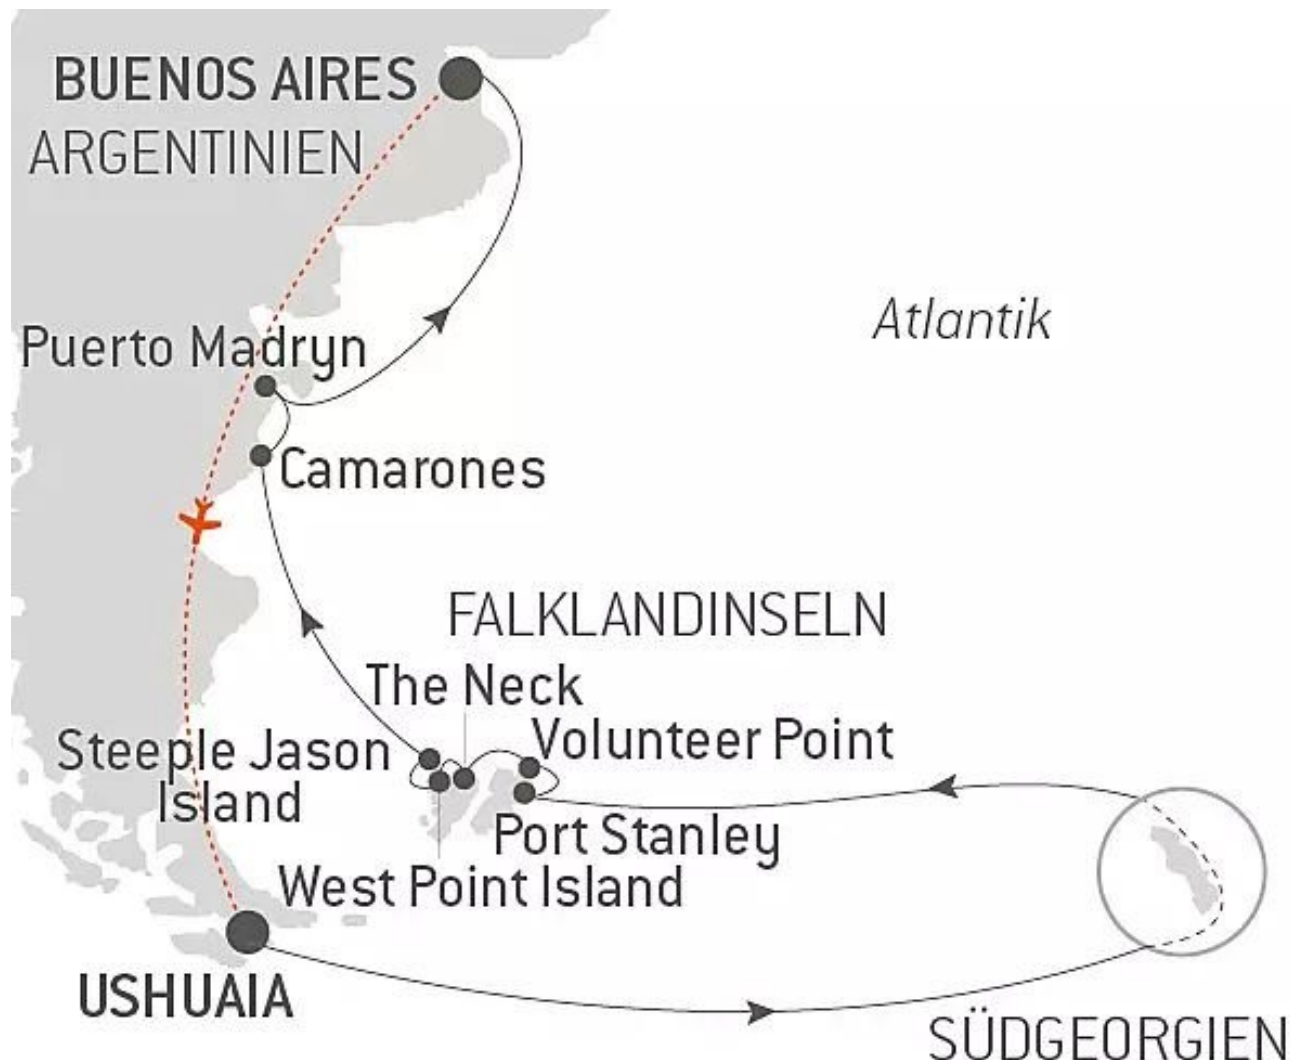 BUENOS AIRES
ARGENTINIEN
Atlantik
Puerto Madryn
Camarones
FALKLANDINSELN
The Neck
Steeple Jason
Island
Volunteer Point
Port Stanley
West Point Island
USHUAIA
SÜDGEORGIEN